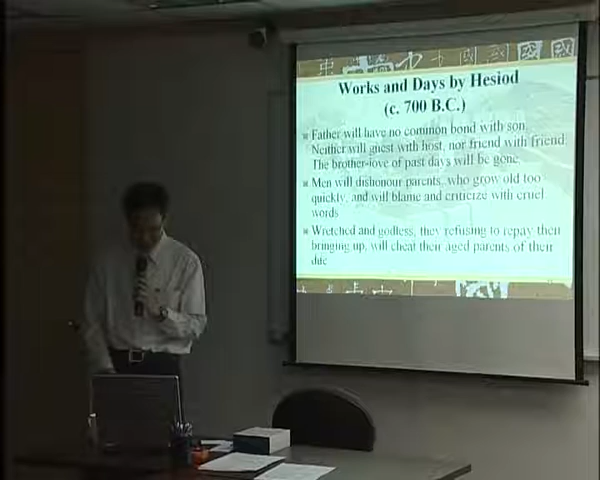 Works and Days by Hesiod
(c. 700 B.C.)
Father will have no common bond with son.
Neither will guest with host, nor friend with friend
The brother-love of past days will be gone.
Men will dishonour parents, who grow old too
quickly, and will blame and criticize with cruel
words
Wretched and godless, they refusing to repay their
bringing up, will cheat their aged parents of their
due